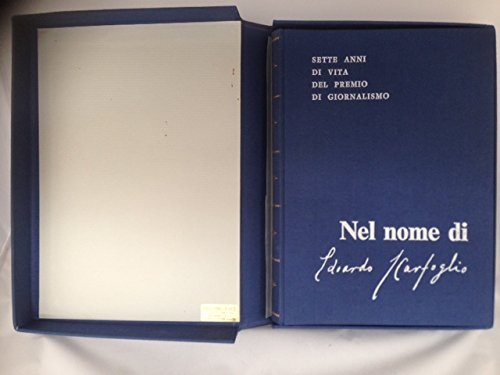 SETTE ANNI
DI VITA
DEL PREMIO
DI GIORNALISMO
Nel nome di
Edoardo Scarfoglio